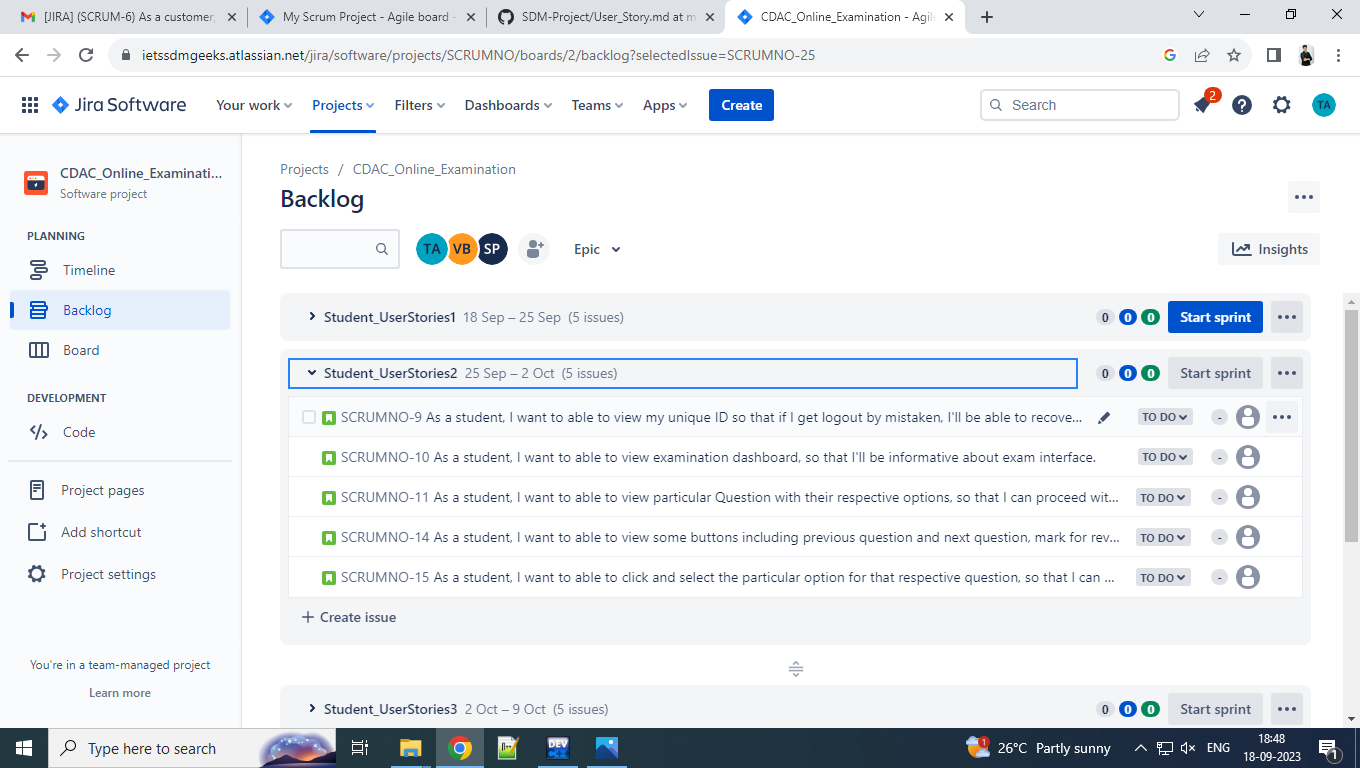 [JIRA] (SCRUM-6) As a customer,
My Scrum Project - Agile board -
SDM-Project/User_Story.md at m
CDAC_Online_Examination - Agil
ietssdmgeeks.atlassian.net/jira/software/projects/SCRUMNO/boards/2/backlog?selectedIssue=SCRUMNO-25
Jira Software
Your work
Projects
Filters
Dashboards
Teams
Apps
Create
Search
2
TA
CDAC_Online_Examinati...
Software project
PLANNING
Timeline
Backlog
Board
DEVELOPMENT
Code
Project pages
Add shortcut
Project settings
You're in a team-managed project
Learn more
Projects / CDAC_Online_Examination
Backlog
TA VB SP
Epic
Insights
Student_UserStories1 18 Sep – 25 Sep (5 issues) 0 0 0 Start sprint
Student_UserStories2 25 Sep – 2 Oct (5 issues) 0 0 0 Start sprint
SCRUMNO-9 As a student, I want to able to view my unique ID so that if I get logout by mistaken, I'll be able to recove... TO DO -
SCRUMNO-10 As a student, I want to able to view examination dashboard, so that I'll be informative about exam interface. TO DO -
SCRUMNO-11 As a student, I want to able to view particular Question with their respective options, so that I can proceed wit... TO DO -
SCRUMNO-14 As a student, I want to able to view some buttons including previous question and next question, mark for rev... TO DO -
SCRUMNO-15 As a student, I want to able to click and select the particular option for that respective question, so that I can ... TO DO -
Create issue
Student_UserStories3 2 Oct – 9 Oct (5 issues) 0 0 0 Start sprint
Type here to search
DEV
1
26°C Partly sunny
ENG
18:48
18-09-2023
1